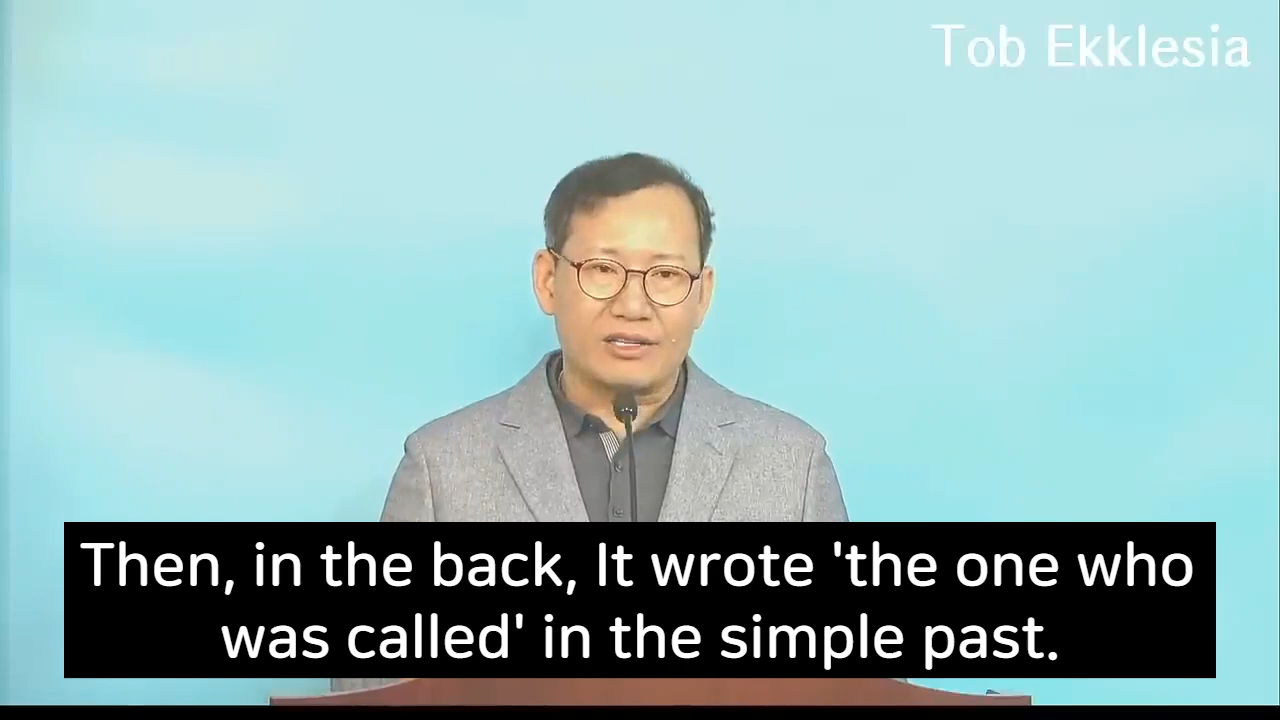 Tob Ekklesia
Then, in the back, It wrote 'the one who
was called' in the simple past.